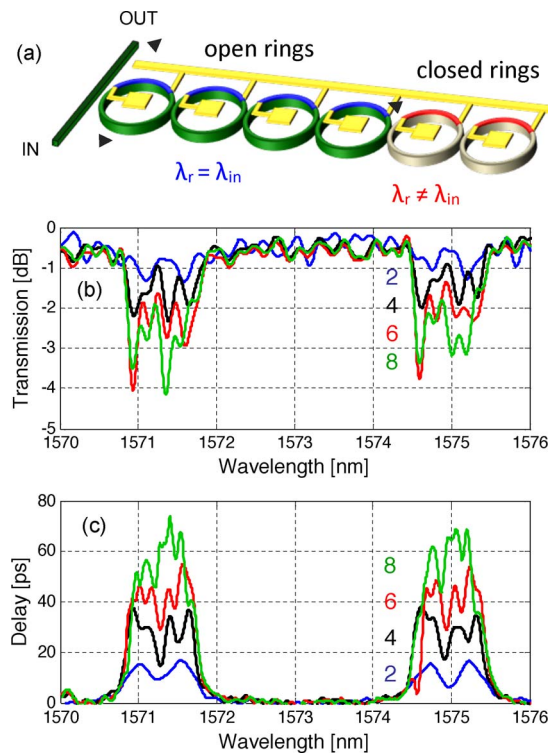 OUT
(a)
open rings
closed rings
IN
λr = λin
λr ≠ λin
0
-1
-2
-3
-4
-5
Transmission [dB]
(b)
2
4
6
8
1570
1571
1572
1573
1574
1575
1576
Wavelength [nm]
80
60
40
20
0
Delay [ps]
(c)
8
6
4
2
1570
1571
1572
1573
1574
1575
1576
Wavelength [nm]